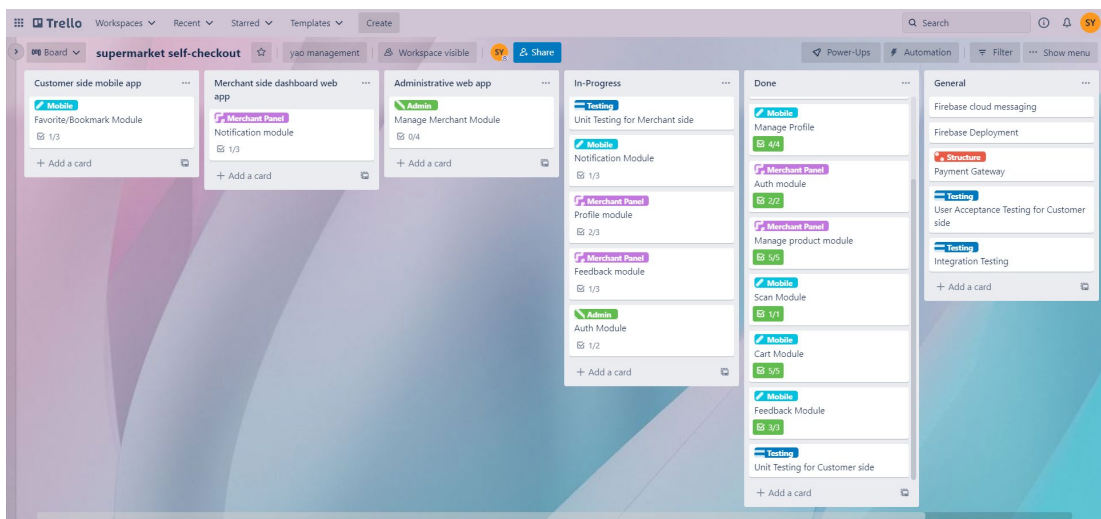 Trello Workspaces Recent Starred Templates Create Search SY
Board supermarket self-checkout yao management Workspace visible SY Share Power-Ups Automation Filter ... Show menu
Customer side mobile app ...
Mobile
Favorite/Bookmark Module
1/3
+ Add a card
Merchant side dashboard web ...
app
Merchant Panel
Notification module
1/3
+ Add a card
Administrative web app ...
Admin
Manage Merchant Module
0/4
+ Add a card
In-Progress ...
Testing
Unit Testing for Merchant side
Mobile
Notification Module
1/3
Merchant Panel
Profile module
2/3
Merchant Panel
Feedback module
1/3
Admin
Auth Module
1/2
+ Add a card
Done ...
Mobile
Manage Profile
4/4
Merchant Panel
Auth module
2/2
Merchant Panel
Manage product module
5/5
Mobile
Scan Module
1/1
Mobile
Cart Module
5/5
Mobile
Feedback Module
3/3
Testing
Unit Testing for Customer side
+ Add a card
General ...
Firebase cloud messaging
Firebase Deployment
Structure
Payment Gateway
Testing
User Acceptance Testing for Customer
side
Testing
Integration Testing
+ Add a card